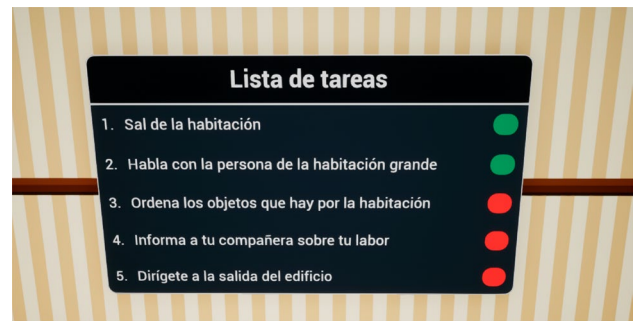 Lista de tareas
1. Sal de la habitación
2. Habla con la persona de la habitación grande
3. Ordena los objetos que hay por la habitación
4. Informa a tu compañera sobre tu labor
5. Dirígete a la salida del edificio